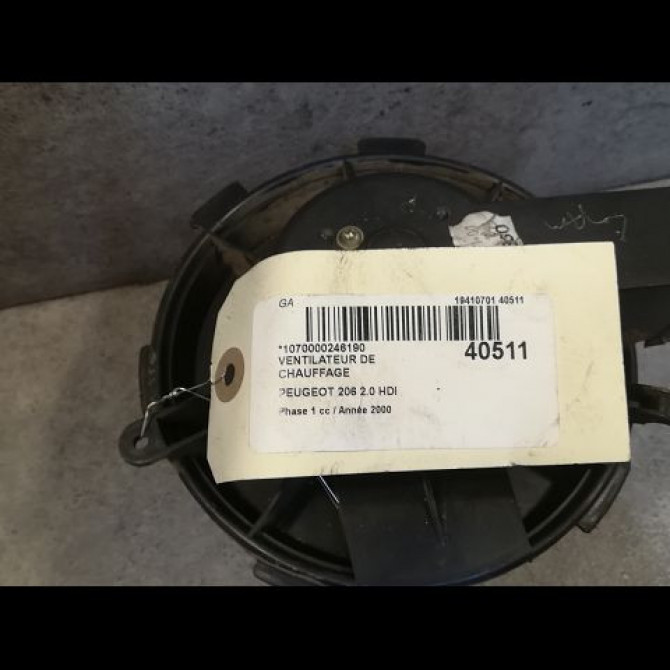 GA 19410701 40511
*1070000246190 40511
VENTILATEUR DE
CHAUFFAGE
PEUGEOT 206 2.0 HDI
Phase 1 cc / Année 2000